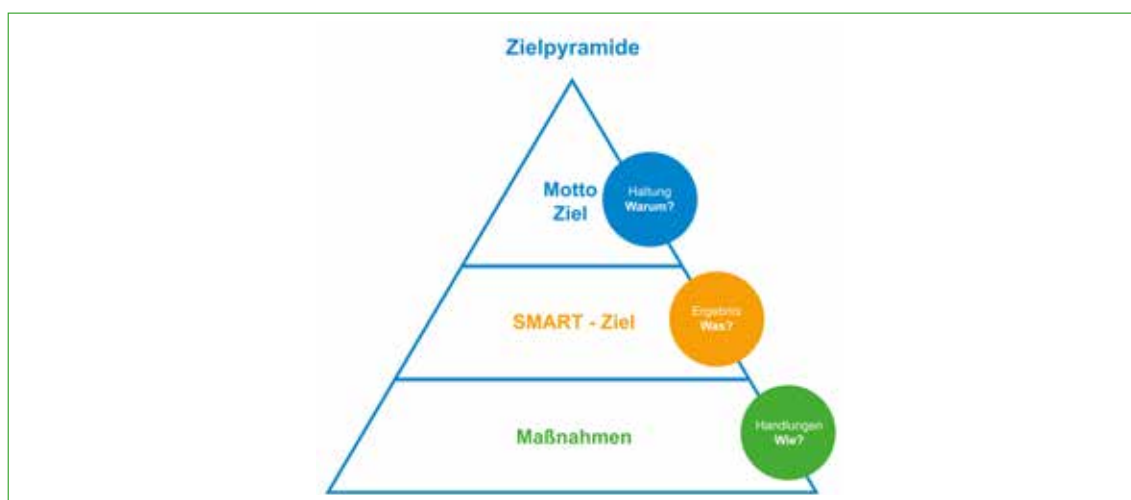 Zielpyramide
Motto
Ziel
Haltung
Warum?
SMART - Ziel
Ergebnis
Was?
Maßnahmen
Handlungen
Wie?